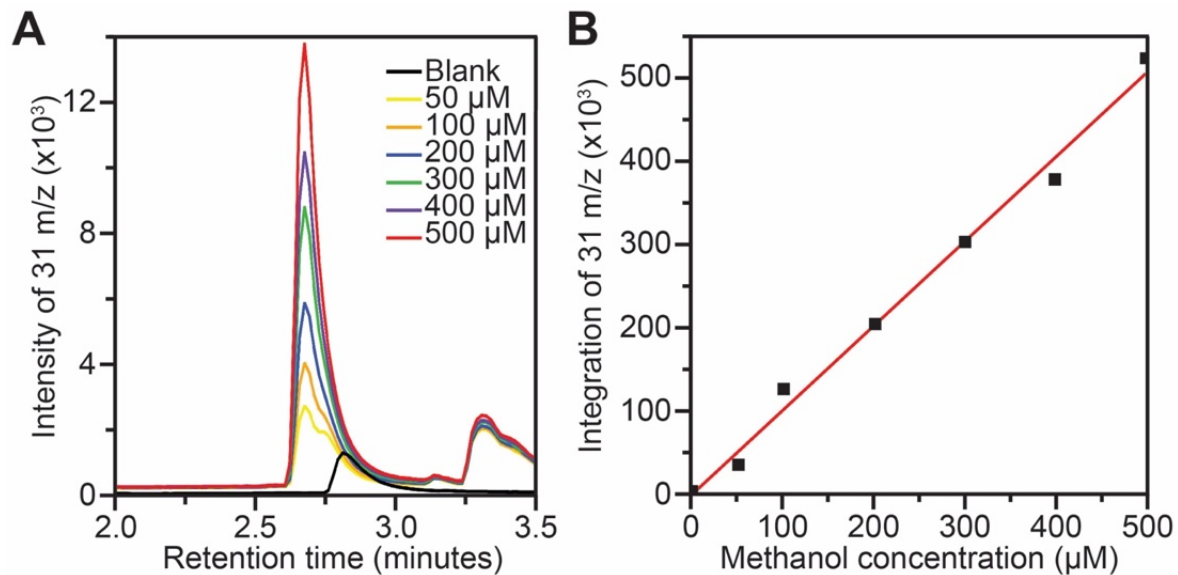 A
Intensity of 31 m/z (x10³)
12
8
4
0
2.0
2.5
3.0
3.5
Retention time (minutes)
Blank
50 µM
100 µM
200 µM
300 µM
400 µM
500 µM
B
Integration of 31 m/z (x10³)
500
400
300
200
100
0
0
100
200
300
400
500
Methanol concentration (µM)